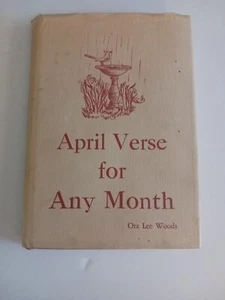 April Verse
for
Any Month
Ora Lee Woods